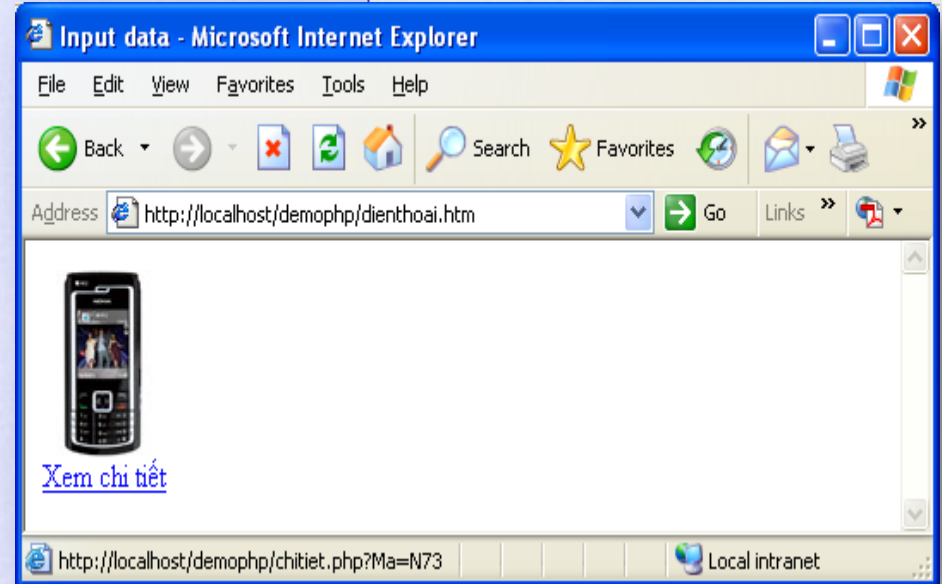 Input data - Microsoft Internet Explorer
File Edit View Favorites Tools Help
Back Search Favorites »
Address http://localhost/demophp/dienthoai.htm Go Links »
Xem chi tiết
http://localhost/demophp/chitiet.php?Ma=N73 Local intranet